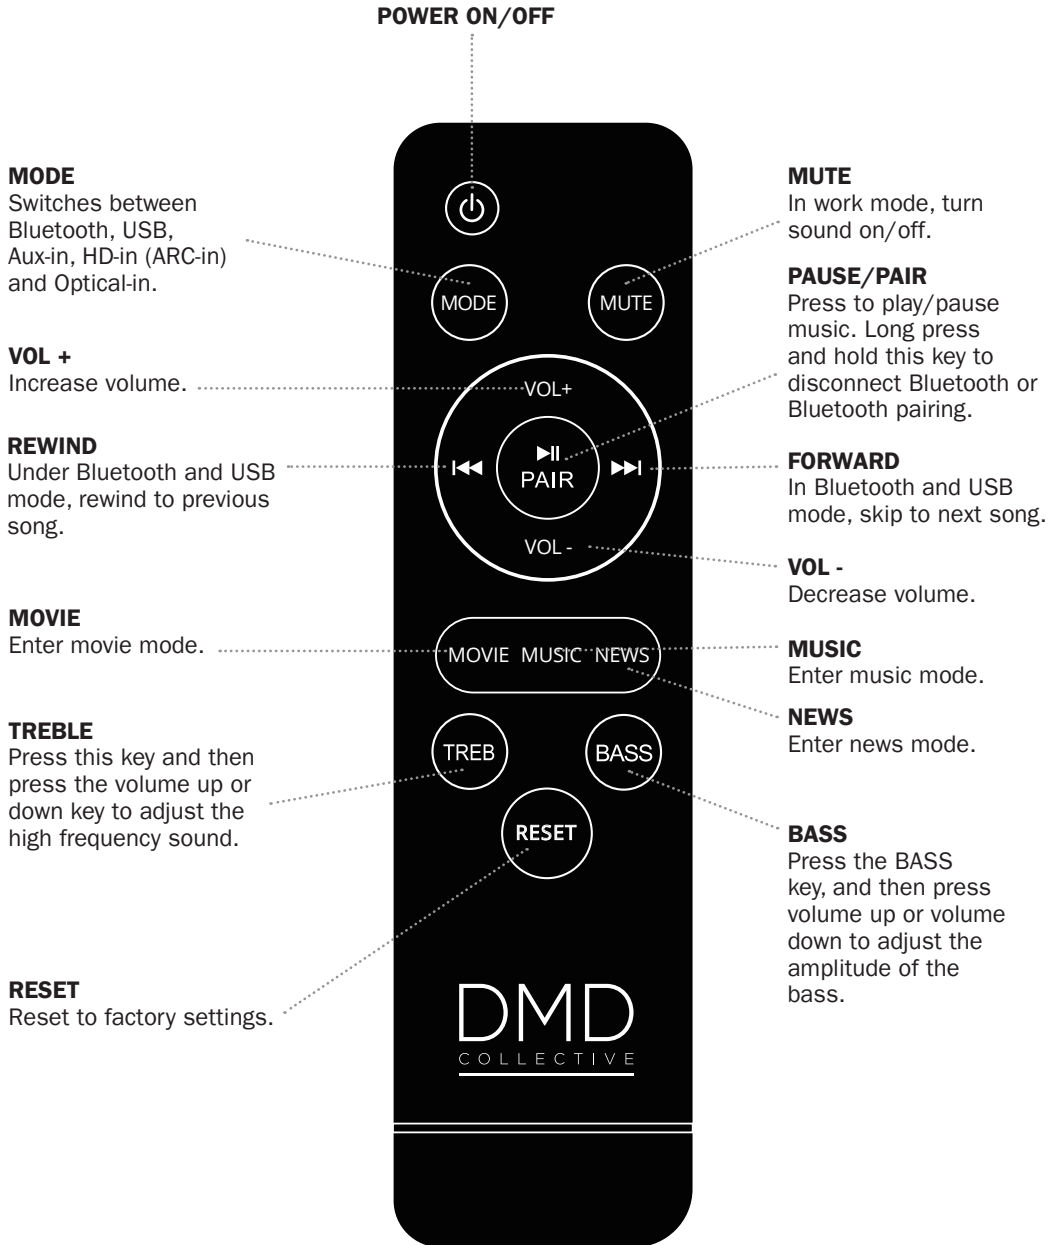 POWER ON/OFF
MODE
Switches between
Bluetooth, USB,
Aux-in, HD-in (ARC-in)
and Optical-in.
VOL +
Increase volume.
REWIND
Under Bluetooth and USB
mode, rewind to previous
song.
MOVIE
Enter movie mode.
TREBLE
Press this key and then
press the volume up or
down key to adjust the
high frequency sound.
RESET
Reset to factory settings.
MODE
MUTE
VOL+
PAIR
VOL -
MOVIE MUSIC NEWS
TREB
BASS
RESET
DMD
COLLECTIVE
MUTE
In work mode, turn
sound on/off.
PAUSE/PAIR
Press to play/pause
music. Long press
and hold this key to
disconnect Bluetooth or
Bluetooth pairing.
FORWARD
In Bluetooth and USB
mode, skip to next song.
VOL -
Decrease volume.
MUSIC
Enter music mode.
NEWS
Enter news mode.
BASS
Press the BASS
key, and then press
volume up or volume
down to adjust the
amplitude of the
bass.